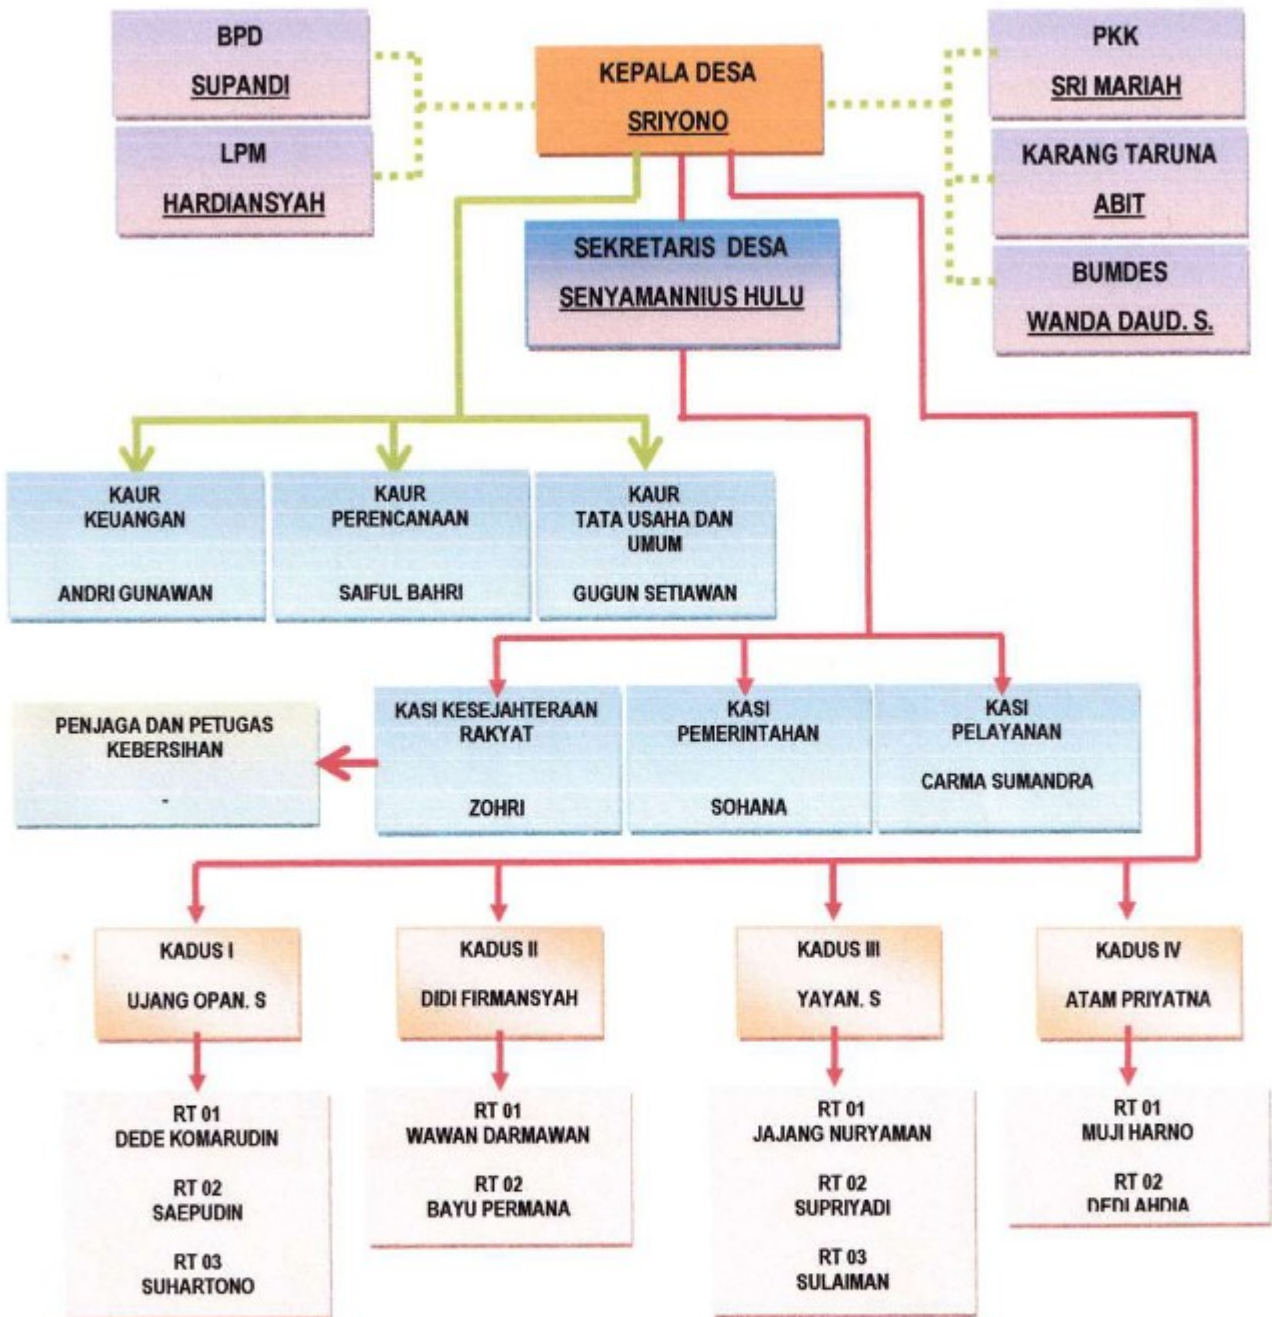 BPD
SUPANDI
LPM
HARDIANSYAH
KEPALA DESA
SRIYONO
PKK
SRI MARIAH
KARANG TARUNA
ABIT
BUMDES
WANDA DAUD. S.
SEKRETARIS DESA
SENYAMANNIUS HULU
KAUR
KEUANGAN
ANDRI GUNAWAN
KAUR
PERENCANAAN
SAIFUL BAHRI
KAUR
TATA USAHA DAN
UMUM
GUGUN SETIAWAN
PENJAGA DAN PETUGAS
KEBERSIHAN
-
KASI KESEJAHTERAAN
RAKYAT
ZOHRI
KASI
PEMERINTAHAN
SOHANA
KASI
PELAYANAN
CARMA SUMANDRA
KADUS I
UJANG OPAN. S
KADUS II
DIDI FIRMANSYAH
KADUS III
YAYAN. S
KADUS IV
ATAM PRIYATNA
RT 01
DEDE KOMARUDIN
RT 02
SAEPUDIN
RT 03
SUHARTONO
RT 01
WAWAN DARMAWAN
RT 02
BAYU PERMANA
RT 01
JAJANG NURYAMAN
RT 02
SUPRIYADI
RT 03
SULAIMAN
RT 01
MUJI HARNO
RT 02
DEDI AHDIA